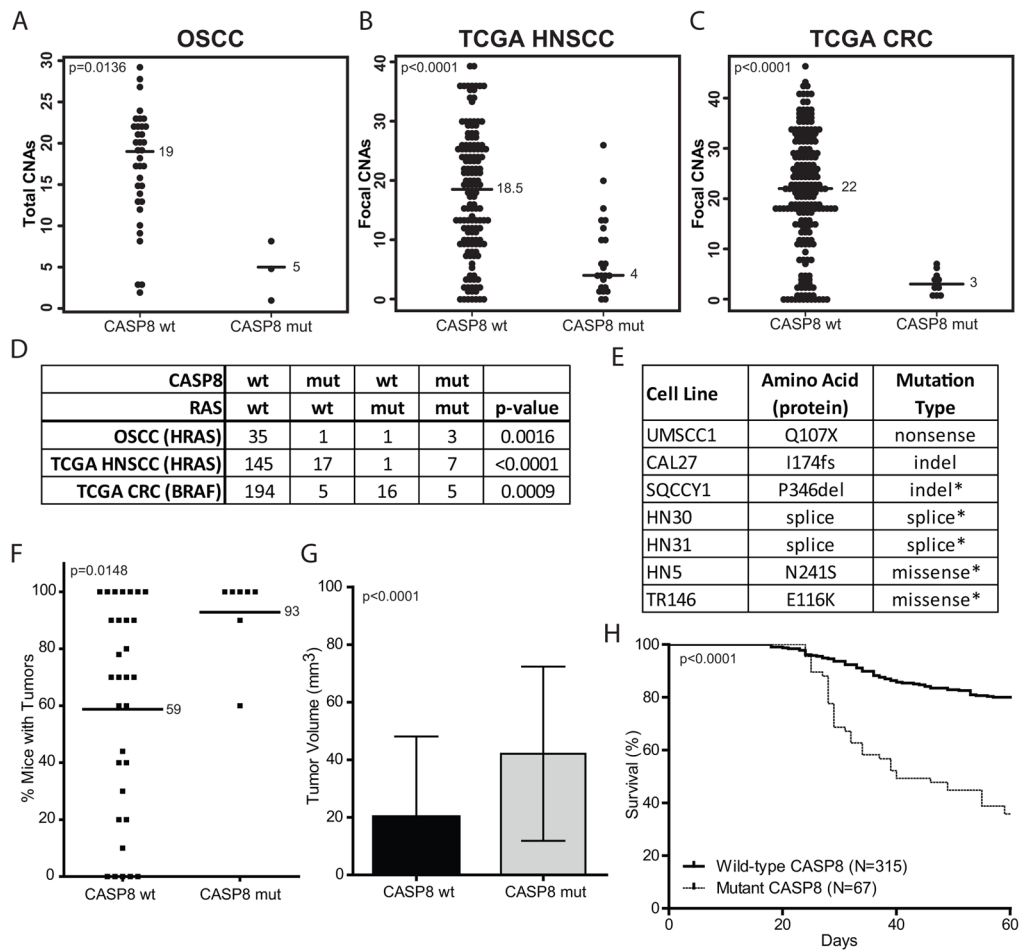 A
OSCC
p=0.0136
Total CNAs
30
25
20
15
10
5
0
19
5
CASP8 wt
CASP8 mut
B
TCGA HNSCC
p<0.0001
Focal CNAs
40
30
20
10
0
18.5
4
CASP8 wt
CASP8 mut
C
TCGA CRC
p<0.0001
Focal CNAs
40
30
20
10
0
22
3
CASP8 wt
CASP8 mut
D
CASP8 wt mut wt mut
RAS wt wt mut mut p-value
OSCC (HRAS) 35 1 1 3 0.0016
TCGA HNSCC (HRAS) 145 17 1 7 <0.0001
TCGA CRC (BRAF) 194 5 16 5 0.0009
E
Cell Line Amino Acid (protein) Mutation Type
UMSCC1 Q107X nonsense
CAL27 I174fs indel
SQCCY1 P346del indel*
HN30 splice splice*
HN31 splice splice*
HN5 N241S missense*
TR146 E116K missense*
F
p=0.0148
% Mice with Tumors
100
80
60
40
20
0
59
93
CASP8 wt
CASP8 mut
G
p<0.0001
Tumor Volume (mm3)
100
80
60
40
20
0
CASP8 wt
CASP8 mut
H
p<0.0001
Survival (%)
100
80
60
40
20
0
Wild-type CASP8 (N=315)
Mutant CASP8 (N=67)
0
20
40
60
Days